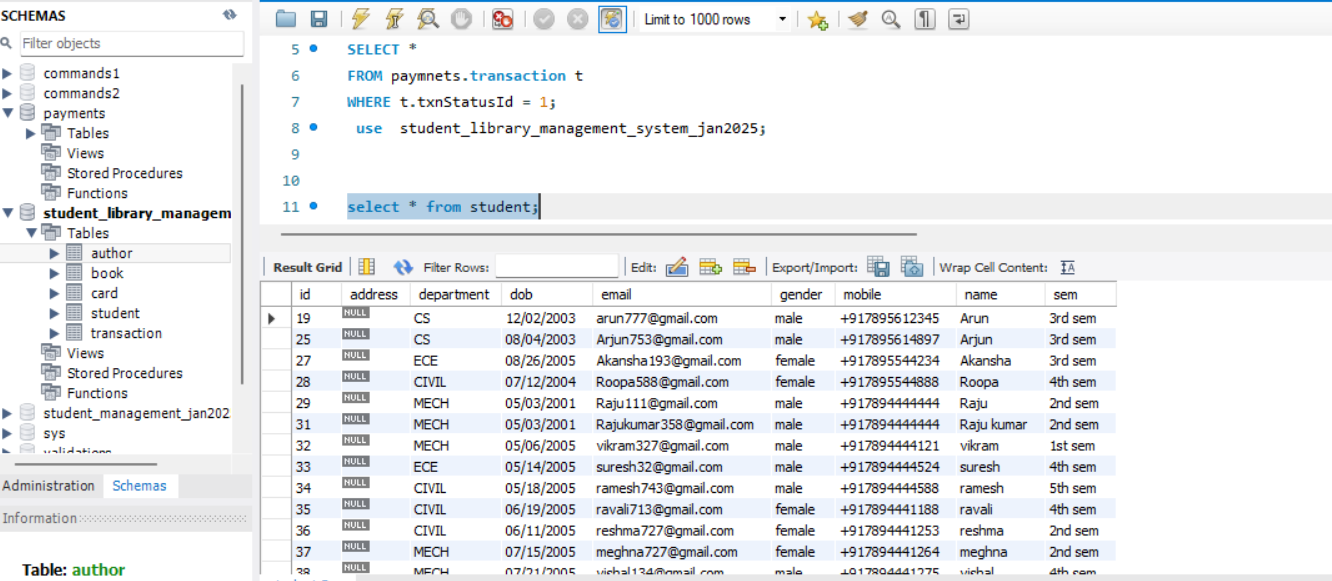 SCHEMAS
Filter objects
commands1
commands2
payments
Tables
Views
Stored Procedures
Functions
student_library_managem
Tables
author
book
card
student
transaction
Views
Stored Procedures
Functions
student_management_jan202
sys
validations
Administration Schemas
Information
Table: author
Limit to 1000 rows
5 SELECT *
6 FROM paymnets.transaction t
7 WHERE t.txnStatusId = 1;
8 use student_library_management_system_jan2025;
9
10
11 select * from student;
Result Grid Filter Rows: Edit: Export/Import: Wrap Cell Content:
id address department dob email gender mobile name sem
19 NULL CS 12/02/2003 arun777@gmail.com male +917895612345 Arun 3rd sem
25 NULL CS 08/04/2003 Arjun753@gmail.com male +917895614897 Arjun 3rd sem
27 NULL ECE 08/26/2005 Akansha193@gmail.com female +917895544234 Akansha 3rd sem
28 NULL CIVIL 07/12/2004 Roopa588@gmail.com female +917895544888 Roopa 4th sem
29 NULL MECH 05/03/2001 Raju111@gmail.com male +917894444444 Raju 2nd sem
31 NULL MECH 05/03/2001 Rajukumar358@gmail.com male +917894444444 Raju kumar 2nd sem
32 NULL MECH 05/06/2005 vikram327@gmail.com male +917894444121 vikram 1st sem
33 NULL ECE 05/14/2005 suresh32@gmail.com male +917894444524 suresh 4th sem
34 NULL CIVIL 05/18/2005 ramesh743@gmail.com male +917894444588 ramesh 5th sem
35 NULL CIVIL 06/19/2005 ravali713@gmail.com female +917894441188 ravali 4th sem
36 NULL CIVIL 06/11/2005 reshma727@gmail.com female +917894441253 reshma 2nd sem
37 NULL MECH 07/15/2005 meghna727@gmail.com female +917894441264 meghna 2nd sem
38 NULL MECH 07/21/2005 vishal134@gmail.com male +917894441275 vishal 4th sem